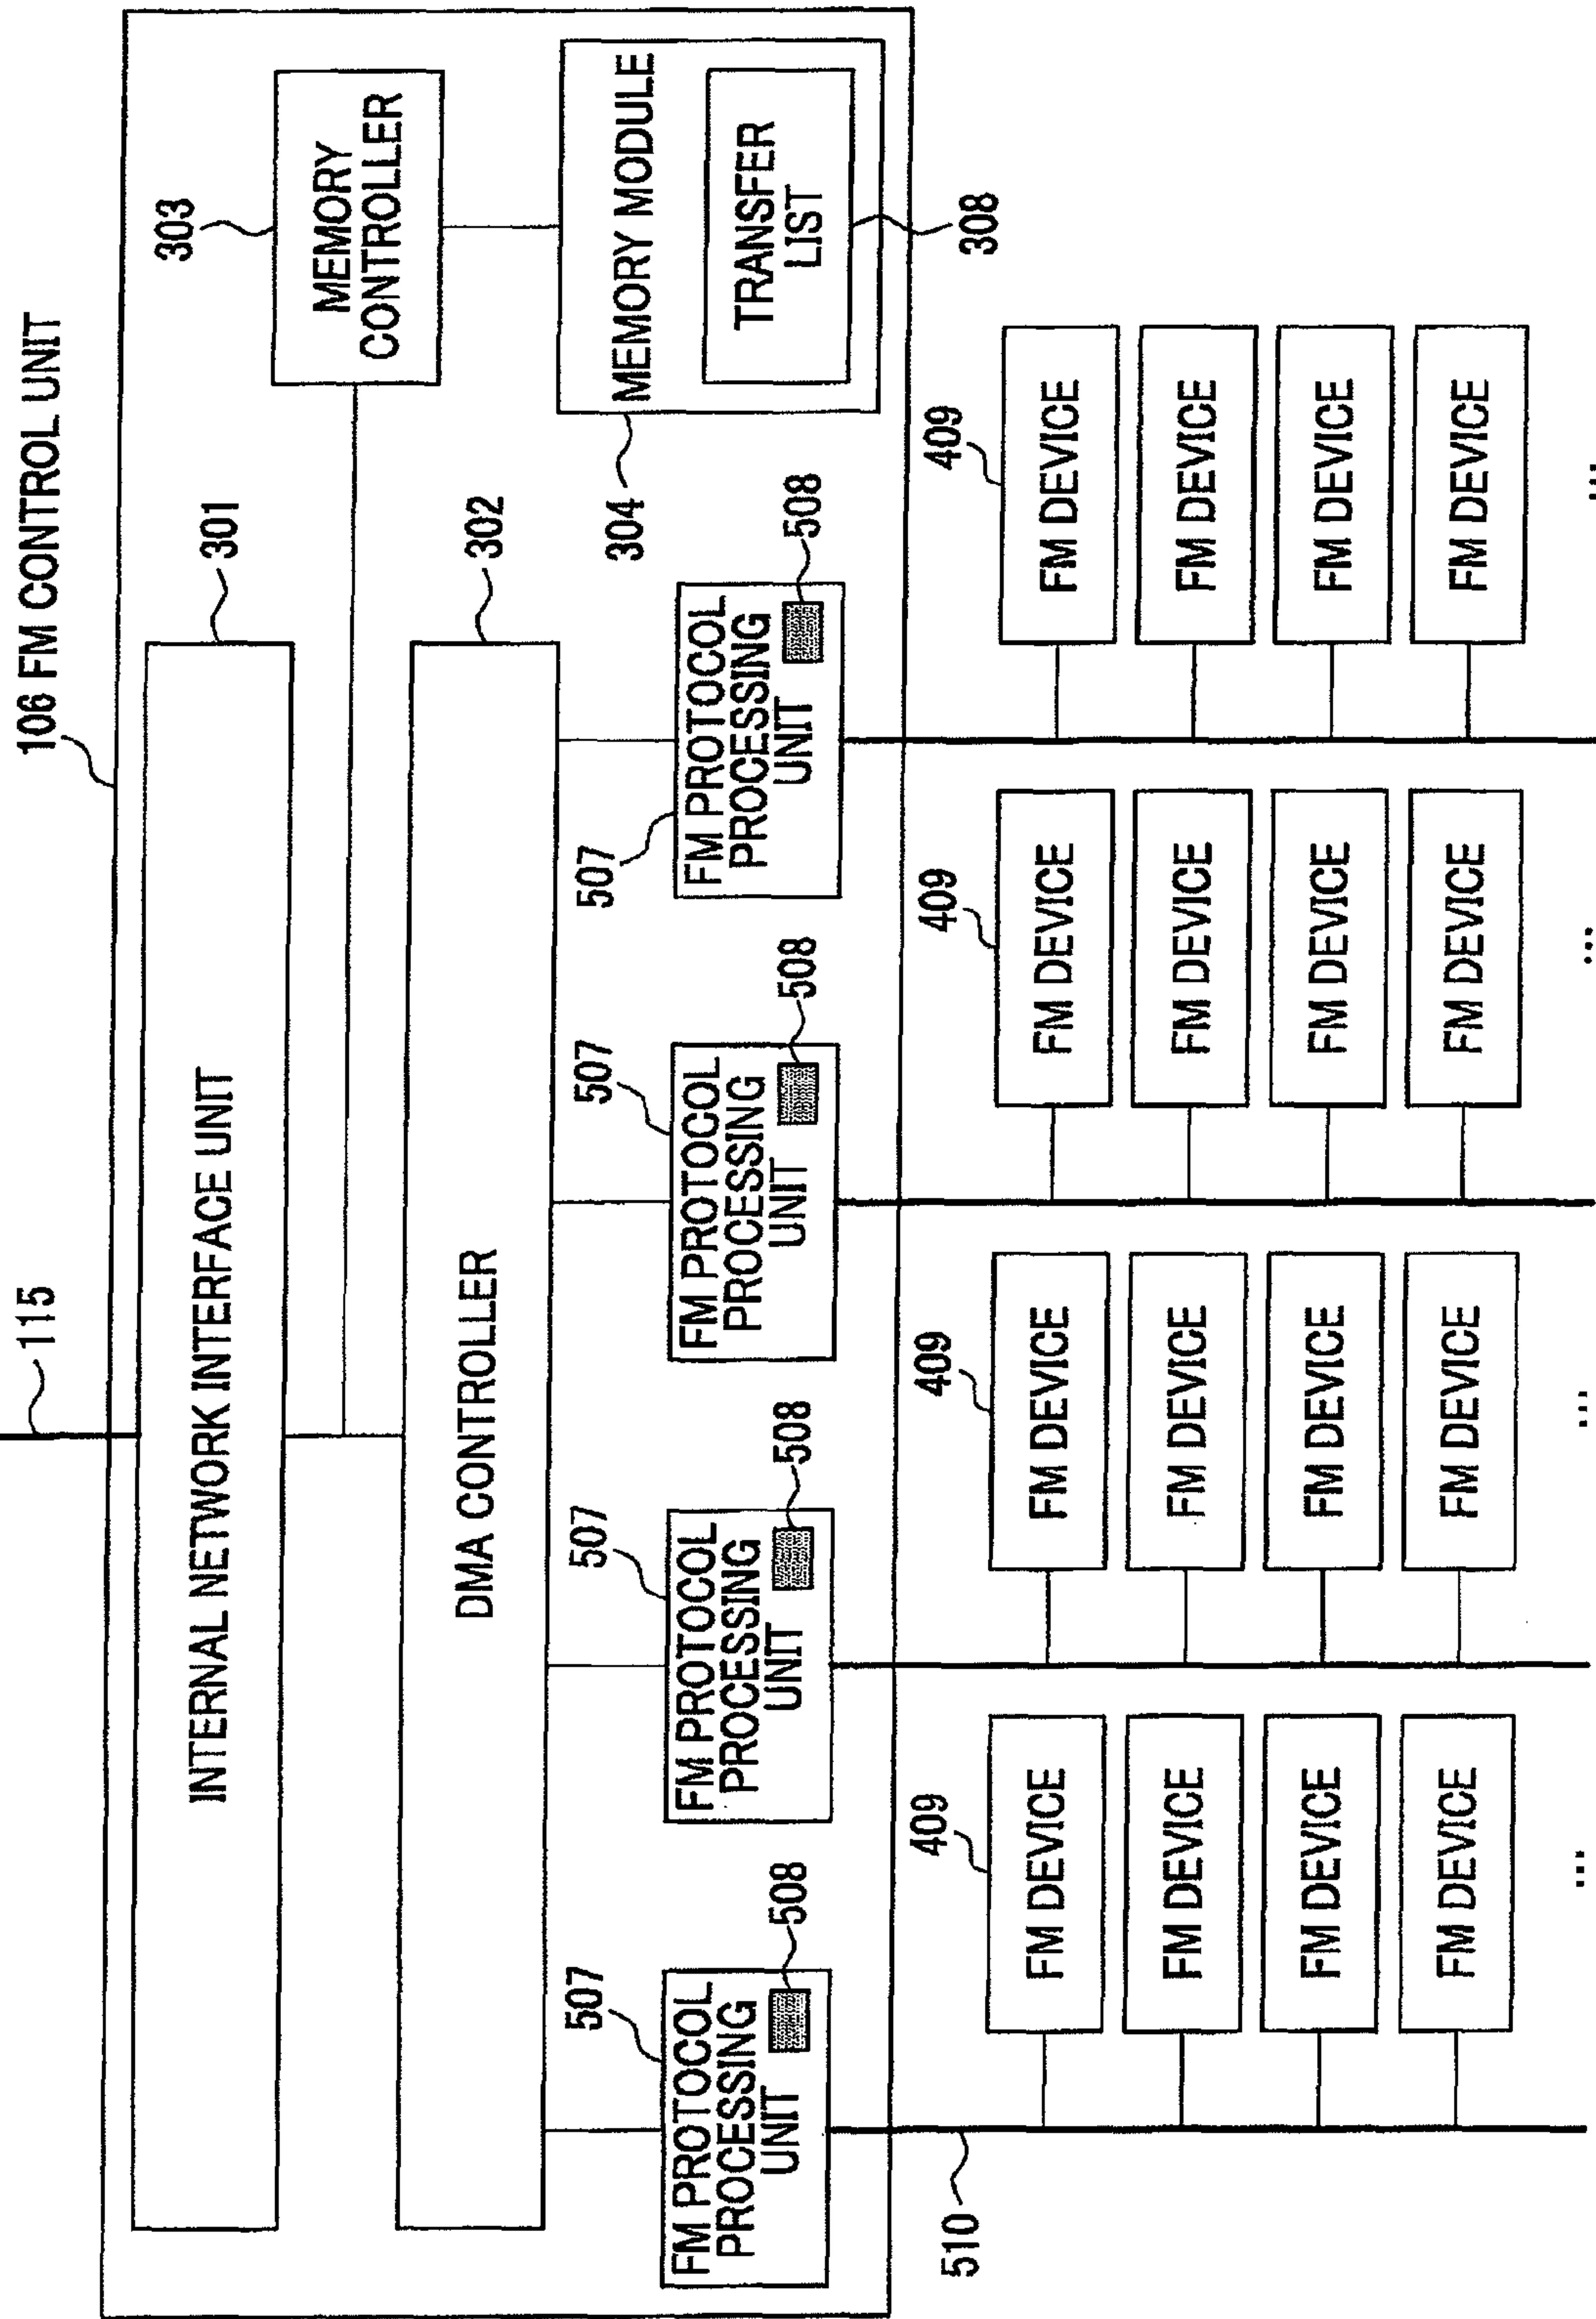 106 FM CONTROL UNIT
115
301
INTERNAL NETWORK INTERFACE UNIT
303
MEMORY
CONTROLLER
302
DMA CONTROLLER
304
MEMORY MODULE
TRANSFER
LIST
308
507
FM PROTOCOL
PROCESSING
UNIT
508
507
FM PROTOCOL
PROCESSING
UNIT
508
507
FM PROTOCOL
PROCESSING
UNIT
508
507
FM PROTOCOL
PROCESSING
UNIT
508
510
409
FM DEVICE
FM DEVICE
FM DEVICE
FM DEVICE
...
409
FM DEVICE
FM DEVICE
FM DEVICE
FM DEVICE
...
409
FM DEVICE
FM DEVICE
FM DEVICE
FM DEVICE
...
409
FM DEVICE
FM DEVICE
FM DEVICE
FM DEVICE
...